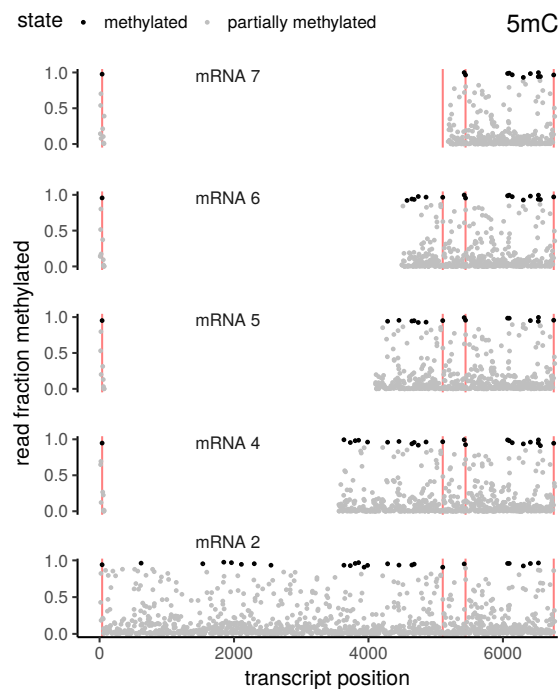 state methylated partially methylated 5mC
mRNA 7
1.0
0.5
0.0
mRNA 6
1.0
0.5
0.0
mRNA 5
1.0
0.5
0.0
mRNA 4
1.0
0.5
0.0
mRNA 2
1.0
0.5
0.0
read fraction methylated
0 2000 4000 6000
transcript position